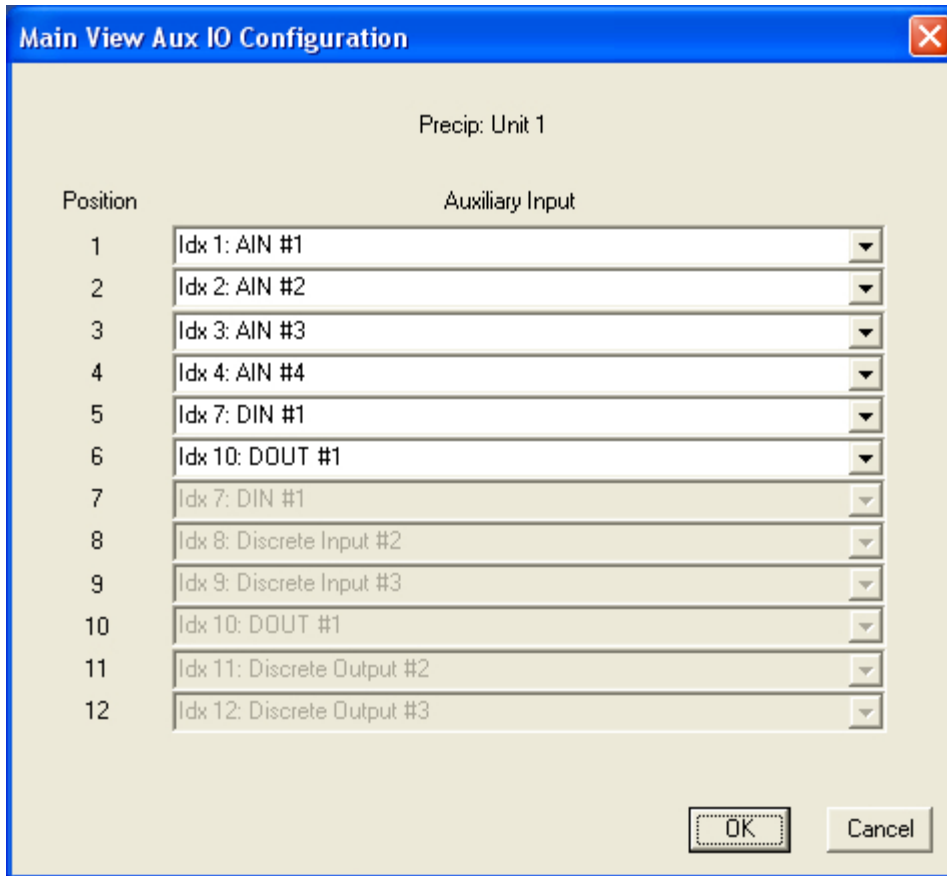 Main View Aux IO Configuration
Precip: Unit 1
Position Auxiliary Input
1 Idx 1: AIN #1
2 Idx 2: AIN #2
3 Idx 3: AIN #3
4 Idx 4: AIN #4
5 Idx 7: DIN #1
6 Idx 10: DOUT #1
7 Idx 7: DIN #1
8 Idx 8: Discrete Input #2
9 Idx 9: Discrete Input #3
10 Idx 10: DOUT #1
11 Idx 11: Discrete Output #2
12 Idx 12: Discrete Output #3
OK Cancel